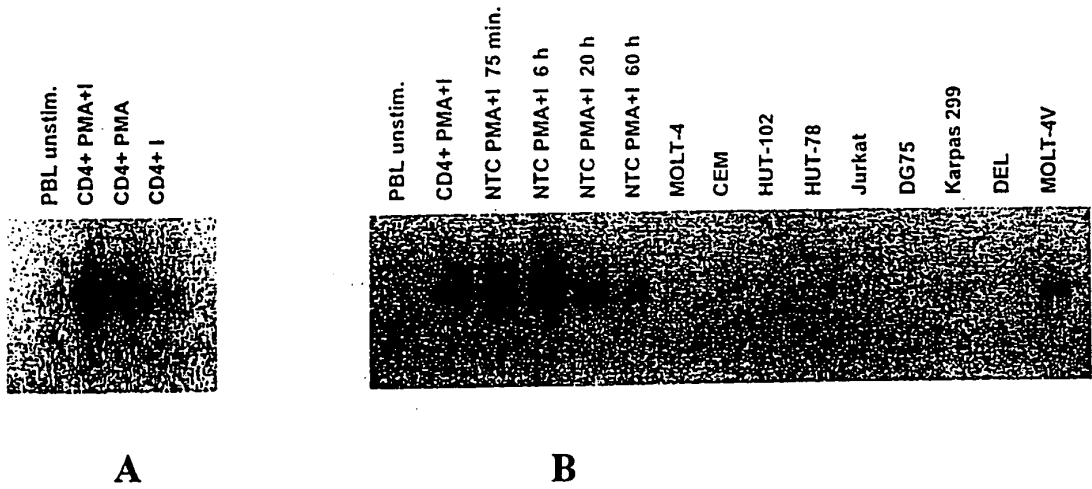 PBL unstim.
CD4+ PMA+I
CD4+ PMA
CD4+ I
PBL unstim.
CD4+ PMA+I
NTC PMA+I 75 min.
NTC PMA+I 6 h
NTC PMA+I 20 h
NTC PMA+I 60 h
MOLT-4
CEM
HUT-102
HUT-78
Jurkat
DG75
Karpas 299
DEL
MOLT-4V
A
B